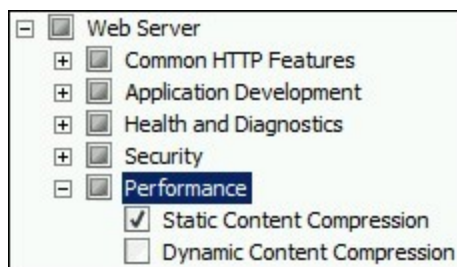 Web Server
Common HTTP Features
Application Development
Health and Diagnostics
Security
Performance
Static Content Compression
Dynamic Content Compression